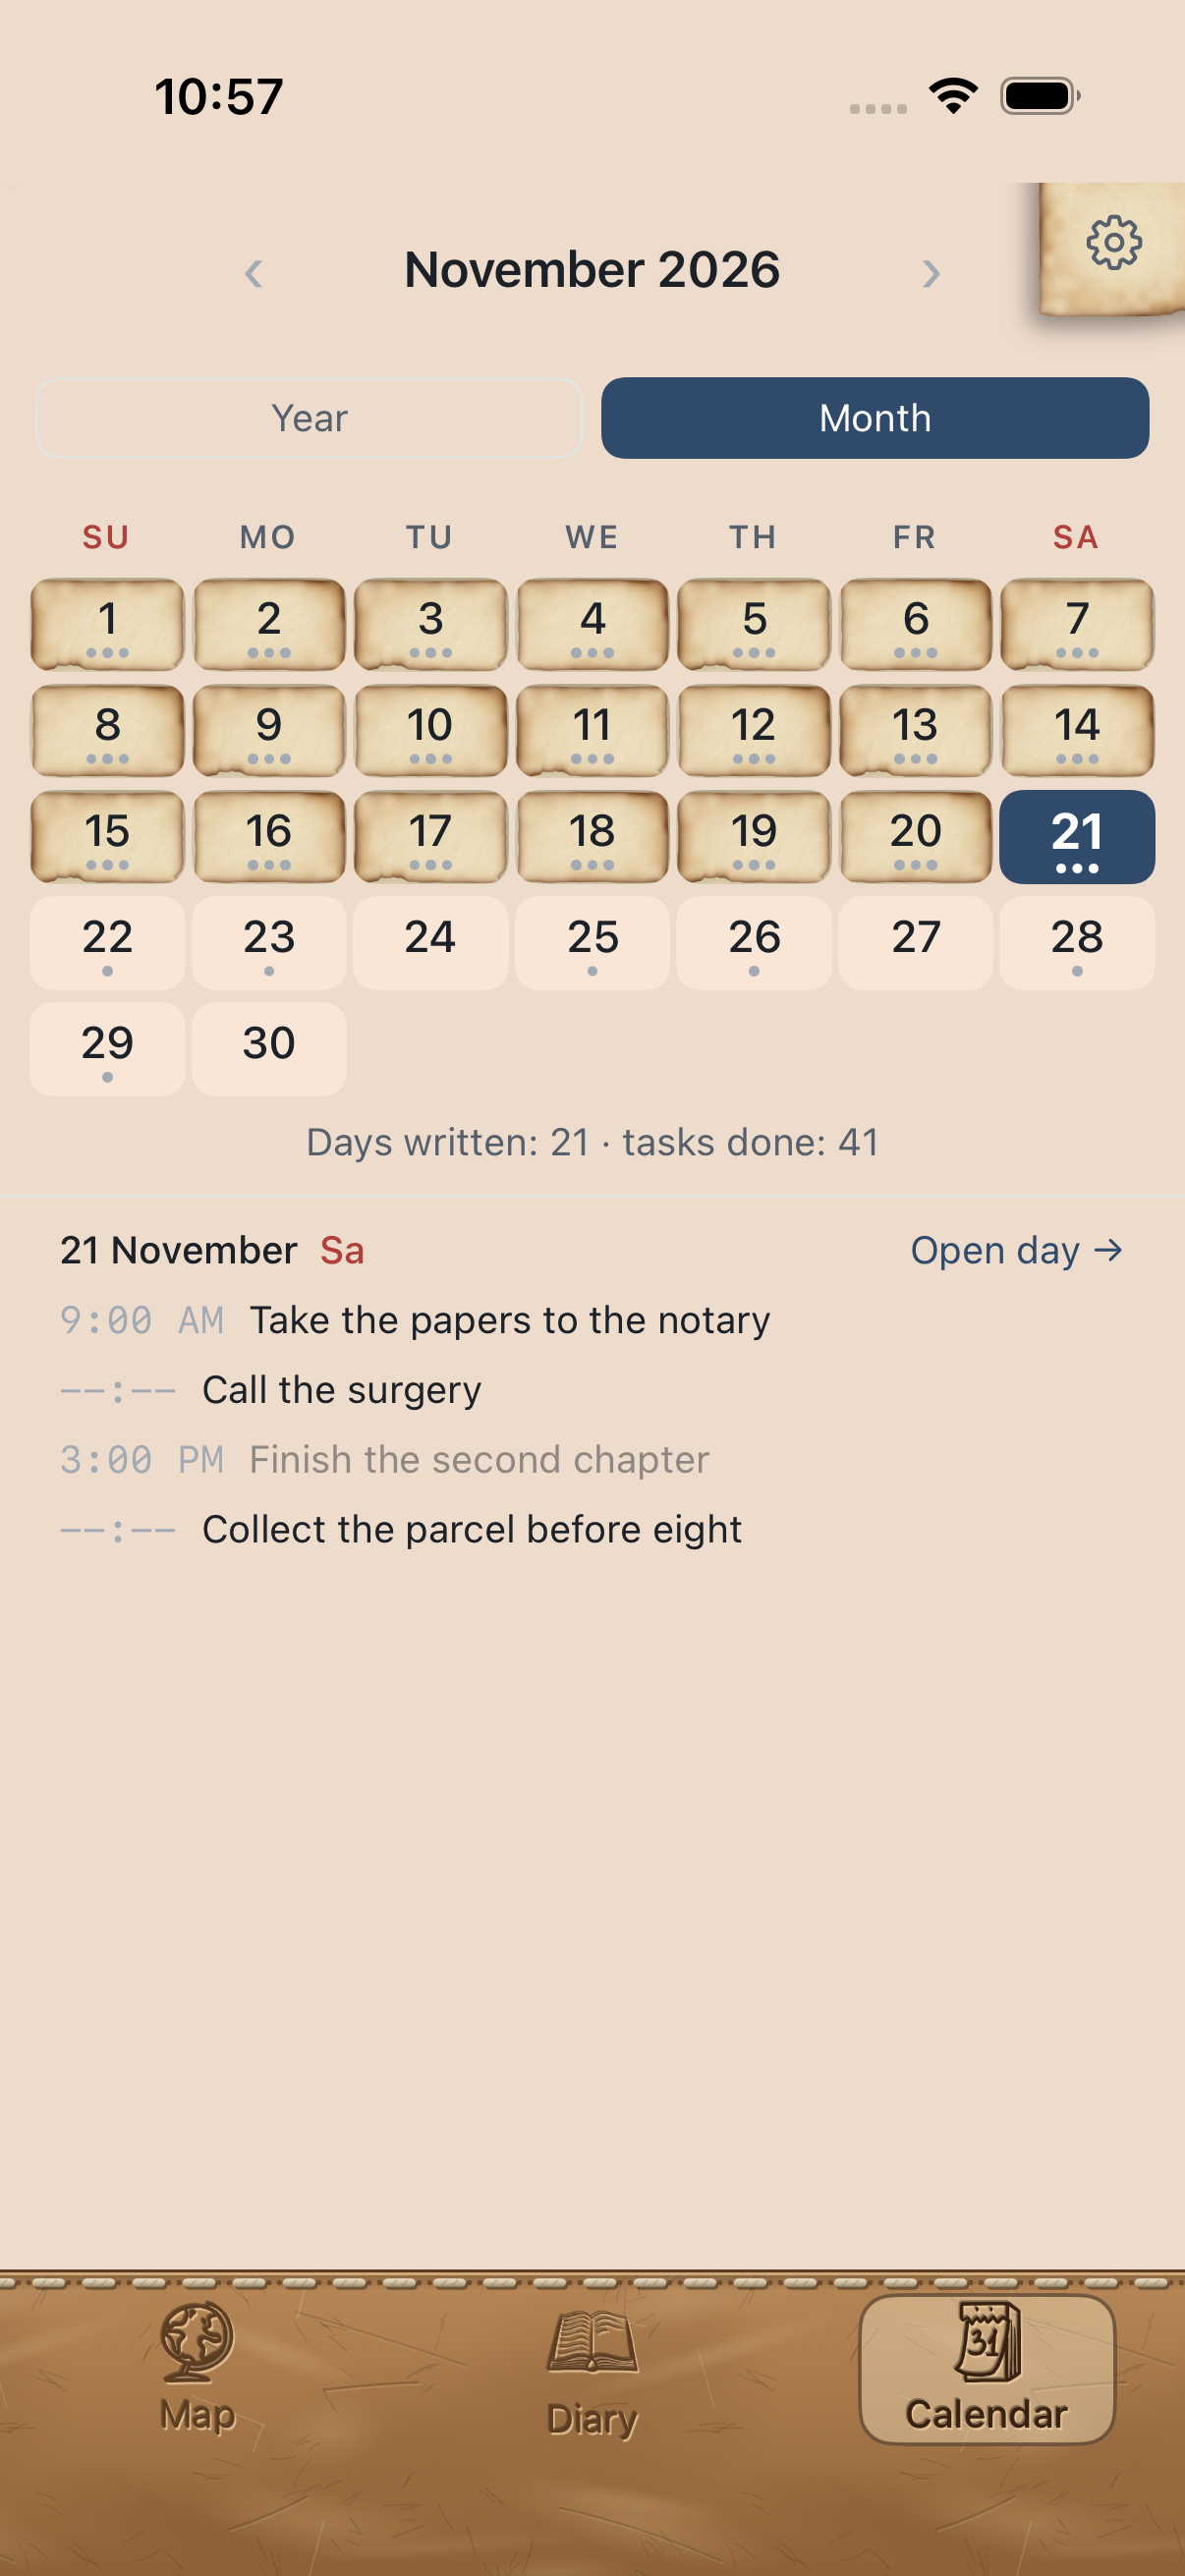 10:57
‹ November 2026 ›
Year Month
SU MO TU WE TH FR SA
1 2 3 4 5 6 7
8 9 10 11 12 13 14
15 16 17 18 19 20 21
22 23 24 25 26 27 28
29 30
Days written: 21 · tasks done: 41
21 November Sa Open day →
9:00 AM Take the papers to the notary
--:-- Call the surgery
3:00 PM Finish the second chapter
--:-- Collect the parcel before eight
31
Map Diary Calendar